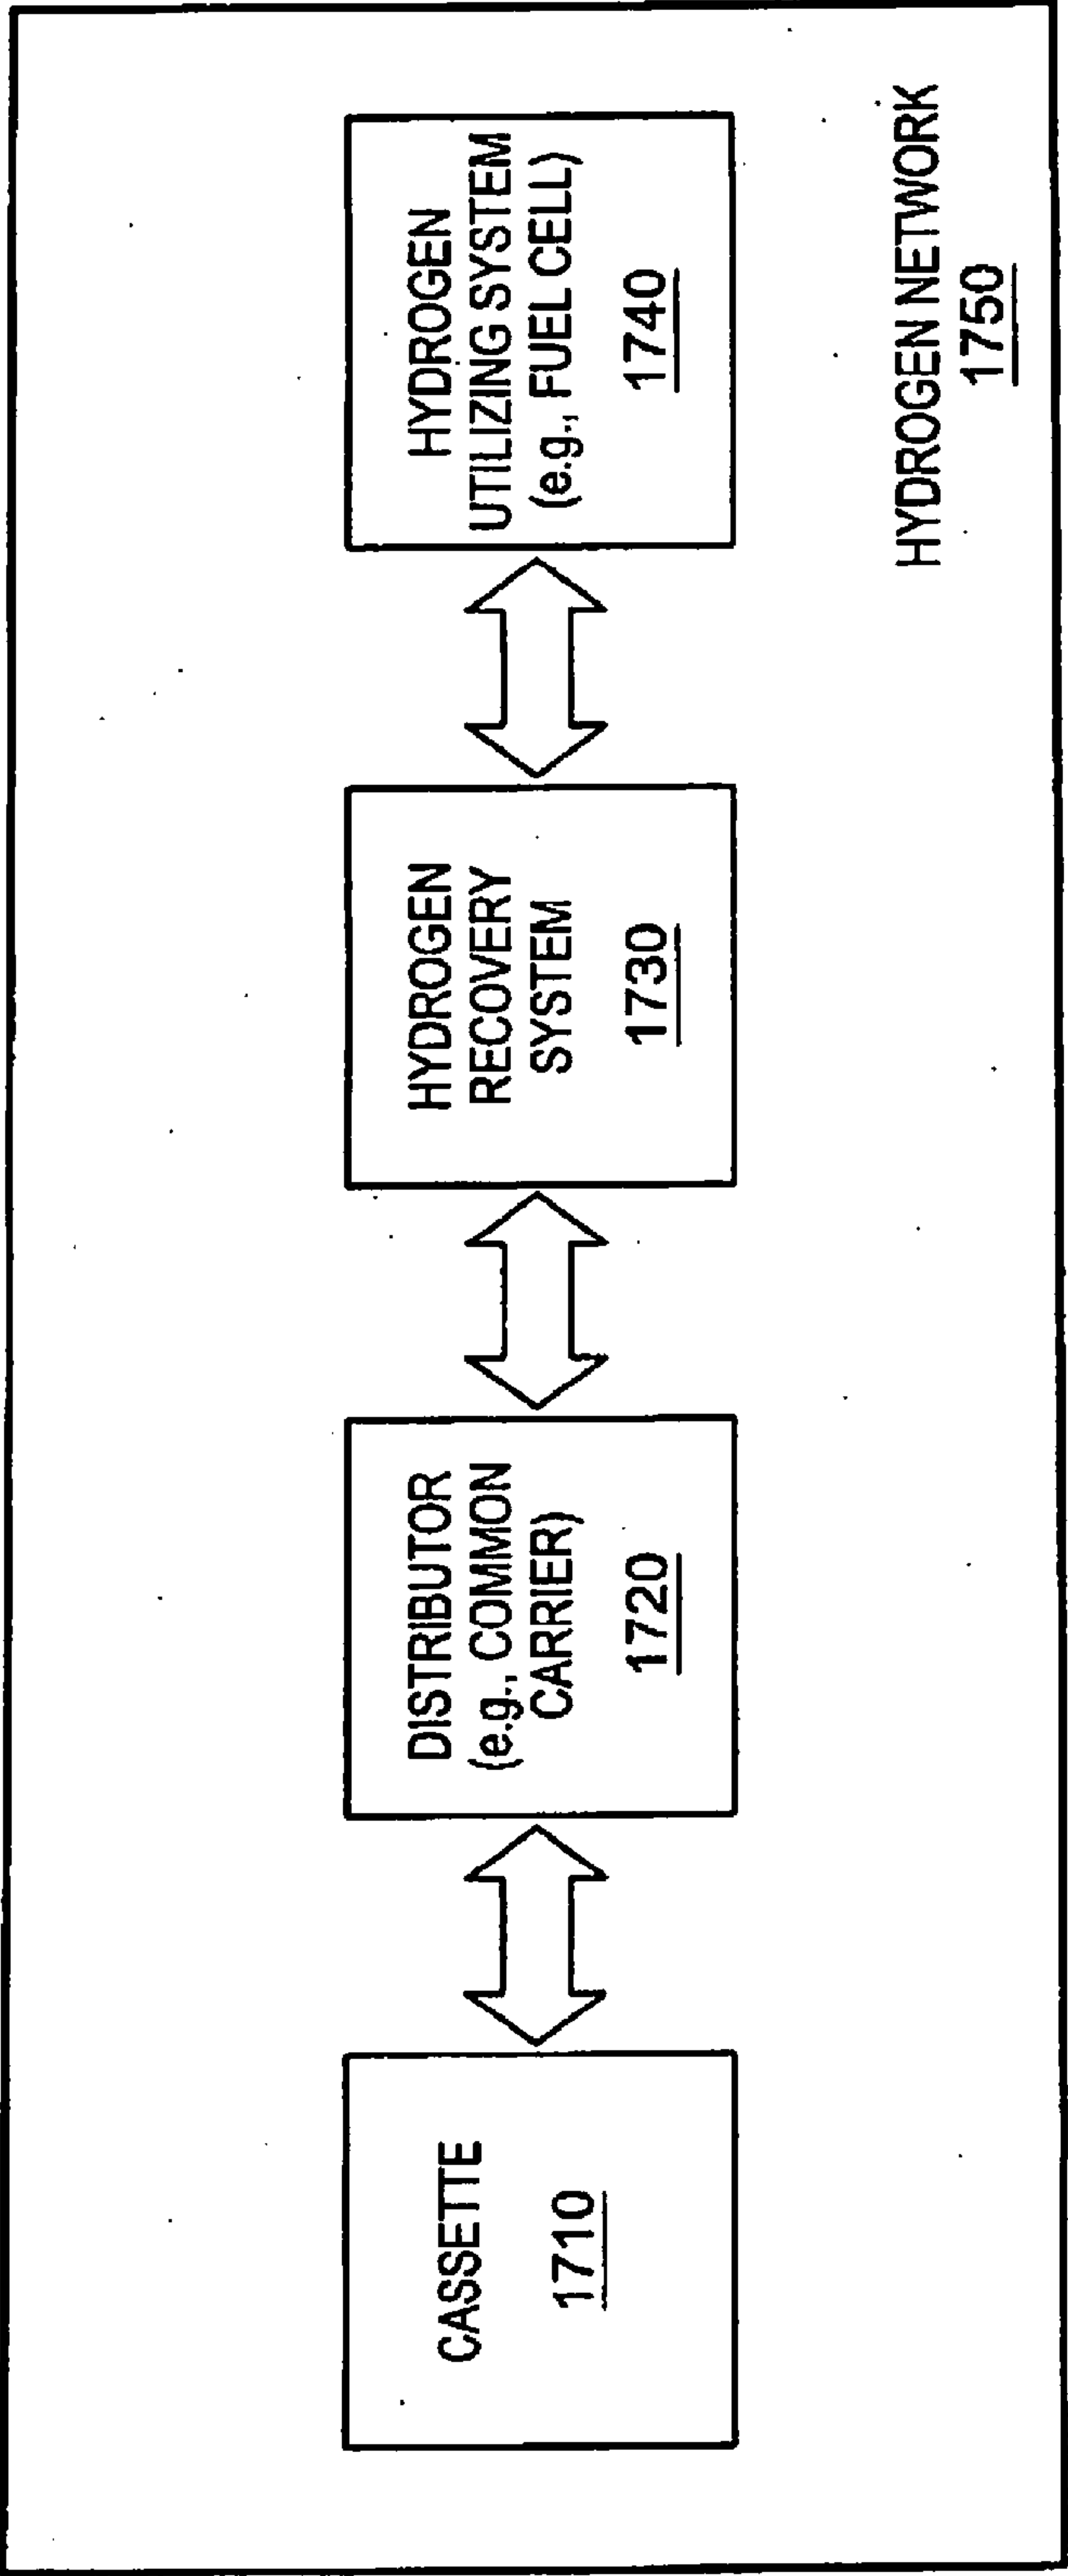 CASSETTE
1710
DISTRIBUTOR
(e.g., COMMON
CARRIER)
1720
HYDROGEN
RECOVERY
SYSTEM
1730
HYDROGEN
UTILIZING SYSTEM
(e.g., FUEL CELL)
1740
HYDROGEN NETWORK
1750